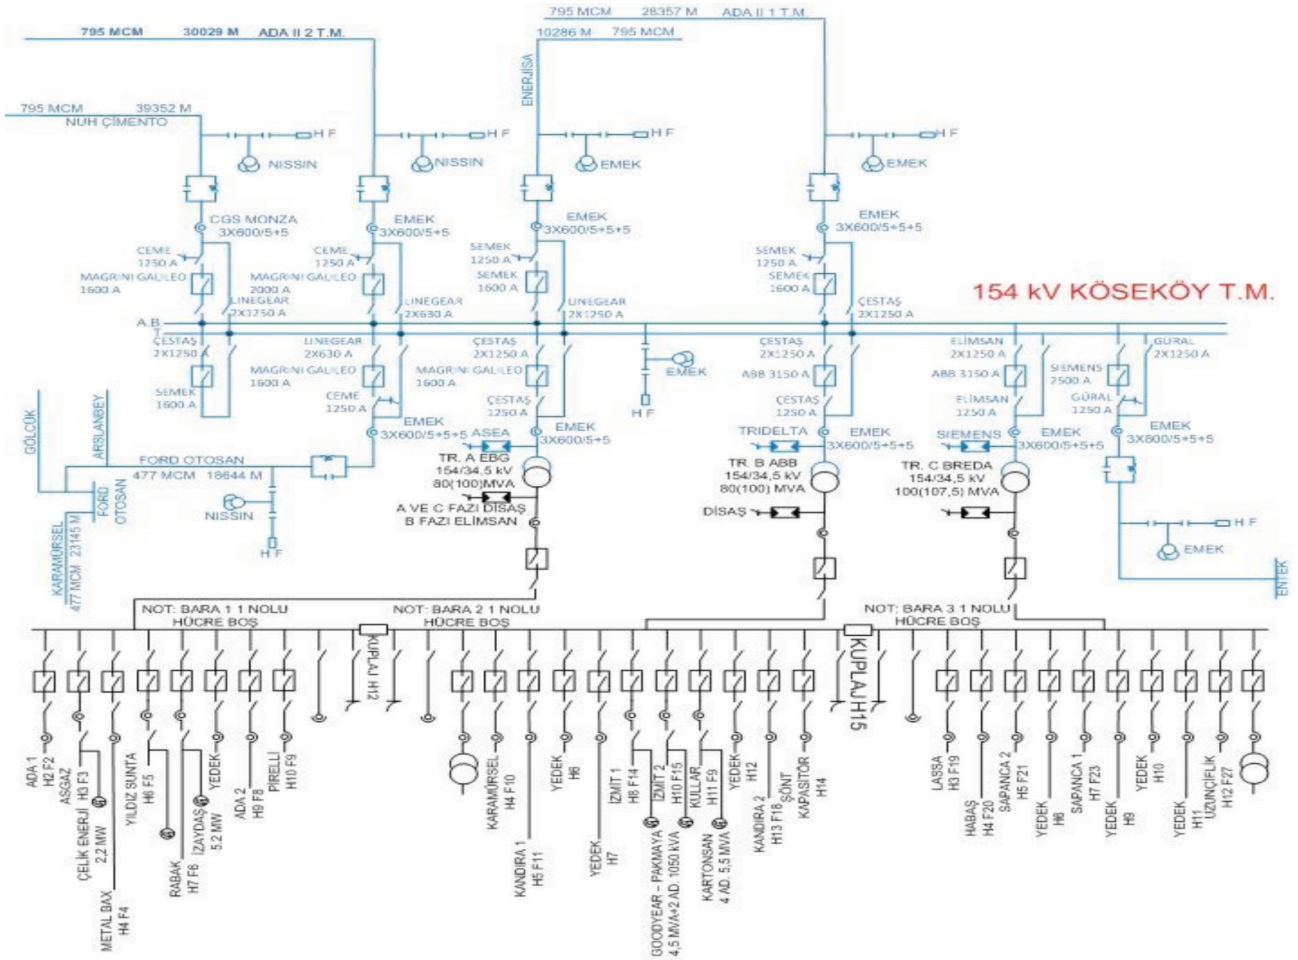 795 MCM 28357 M ADA II 1 T.M.
795 MCM 30029 M ADA II 2 T.M.
10286 M 795 MCM
ENERJİSA
795 MCM 39352 M
NUH ÇİMENTO
H F
H F
H F
H F
NISSIN
NISSIN
EMEK
EMEK
CGS MONZA
3X600/5+5
EMEK
3X600/5+5
EMEK
3X600/5+5+5
EMEK
3X600/5+5+5
CEME
1250 A
CEME
1250 A
SEMEK
1250 A
SEMEK
1250 A
MAGRINI GALILEO
1600 A
MAGRINI GALILEO
2000 A
SEMEK
1600 A
SEMEK
1600 A
LINEGEAR
2X1250 A
LINEGEAR
2X630 A
LINEGEAR
2X1250 A
ÇESTAŞ
2X1250 A
154 kV KÖSEKÖY T.M.
A.B
T
ÇESTAŞ
2X1250 A
LINEGEAR
2X630 A
ÇESTAŞ
2X1250 A
ÇESTAŞ
2X1250 A
ELİMSAN
2X1250 A
GÜRAL
2X1250 A
SEMEK
1600 A
MAGRINI GALILEO
1600 A
MAGRINI GALILEO
1600 A
EMEK
H F
ABB 3150 A
ABB 3150 A
SIEMENS
2500 A
CEME
1250 A
ÇESTAŞ
1250 A
ÇESTAŞ
1250 A
ELİMSAN
1250 A
GÜRAL
1250 A
EMEK
3X600/5+5+5
ASEA
EMEK
3X600/5+5
TRIDELTA
EMEK
3X600/5+5+5
SIEMENS
EMEK
3X600/5+5+5
EMEK
3X600/5+5+5
GÖLCÜK
ARSLANBEY
FORD OTOSAN
477 MCM 18644 M
FORD
OTOSAN
KARAMÜRSEL
477 MCM 23145 M
NISSIN
H F
TR. A EBG
154/34,5 kV
80(100)MVA
A VE C FAZI DİSAŞ
B FAZI ELİMSAN
TR. B ABB
154/34,5 kV
80(100) MVA
DİSAŞ
TR. C BREDA
154/34,5 kV
100(107,5) MVA
H F
EMEK
ENTEK
NOT: BARA 1 1 NOLU
HÜCRE BOŞ
NOT: BARA 2 1 NOLU
HÜCRE BOŞ
NOT: BARA 3 1 NOLU
HÜCRE BOŞ
KUPLAJ H12
KUPLAJH15
ADA 1
H2 F2
ASGAZ
H3 F3
ÇELİK ENERJİ
2,2 MW
METAL BAX
H4 F4
YILDIZ SUNTA
H6 F5
RABAK
H7 F6
İZAYDAŞ
5.2 MW
YEDEK
ADA 2
H9 F8
PİRELLİ
H10 F9
KARAMÜRSEL
H4 F10
KANDIRA 1
H5 F11
YEDEK
H6
YEDEK
H7
İZMİT 1
H8 F14
GOODYEAR – PAKMAYA
4,5 MVA+2 AD. 1050 kVA
İZMİT 2
H10 F15
KULLAR
H11 F9
KARTONSAN
4 AD. 5,5 MVA
YEDEK
H12
KANDIRA 2
H13 F18
ŞÖNT
KAPASİTÖR
H14
LASSA
H3 F19
HABAŞ
H4 F20
SAPANCA 2
H5 F21
YEDEK
H6
SAPANCA 1
H7 F23
YEDEK
H9
YEDEK
H10
YEDEK
H11
UZUNÇİFLİK
H12 F27